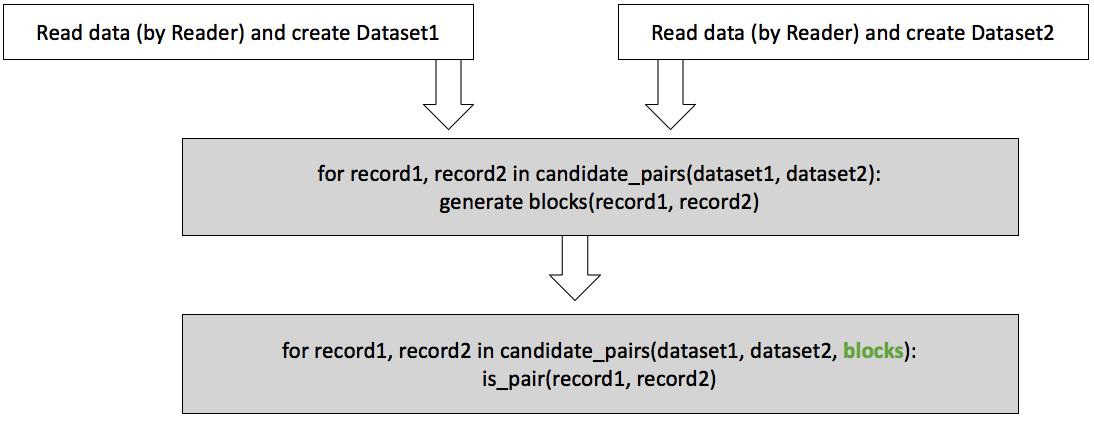 Read data (by Reader) and create Dataset1
Read data (by Reader) and create Dataset2
for record1, record2 in candidate_pairs(dataset1, dataset2):
generate blocks(record1, record2)
for record1, record2 in candidate_pairs(dataset1, dataset2, blocks):
is_pair(record1, record2)